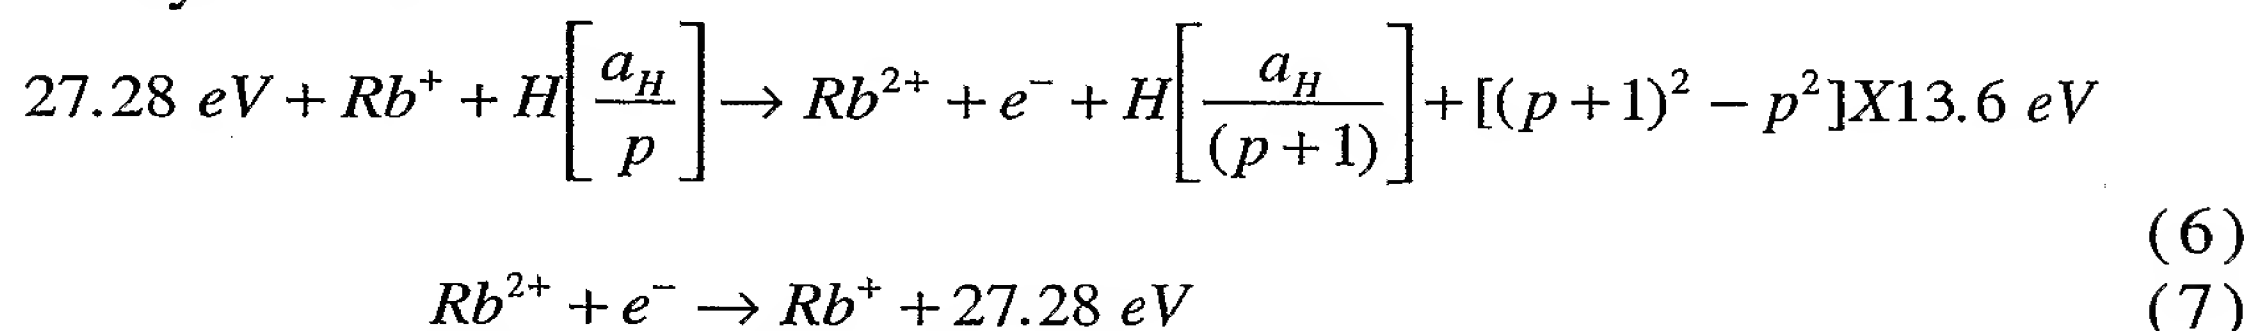 27.28 eV + Rb⁺ + H[a_H/p] → Rb²⁺ + e⁻ + H[a_H/(p+1)] + [(p+1)² − p²]X13.6 eV
(6)
Rb²⁺ + e⁻ → Rb⁺ + 27.28 eV (7)